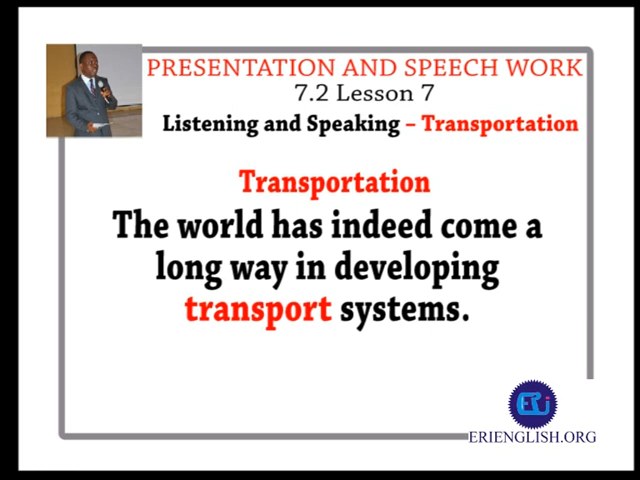 PRESENTATION AND SPEECH WORK
7.2 Lesson 7
Listening and Speaking – Transportation
Transportation
The world has indeed come a
long way in developing
transport systems.
ERi
ERIENGLISH.ORG